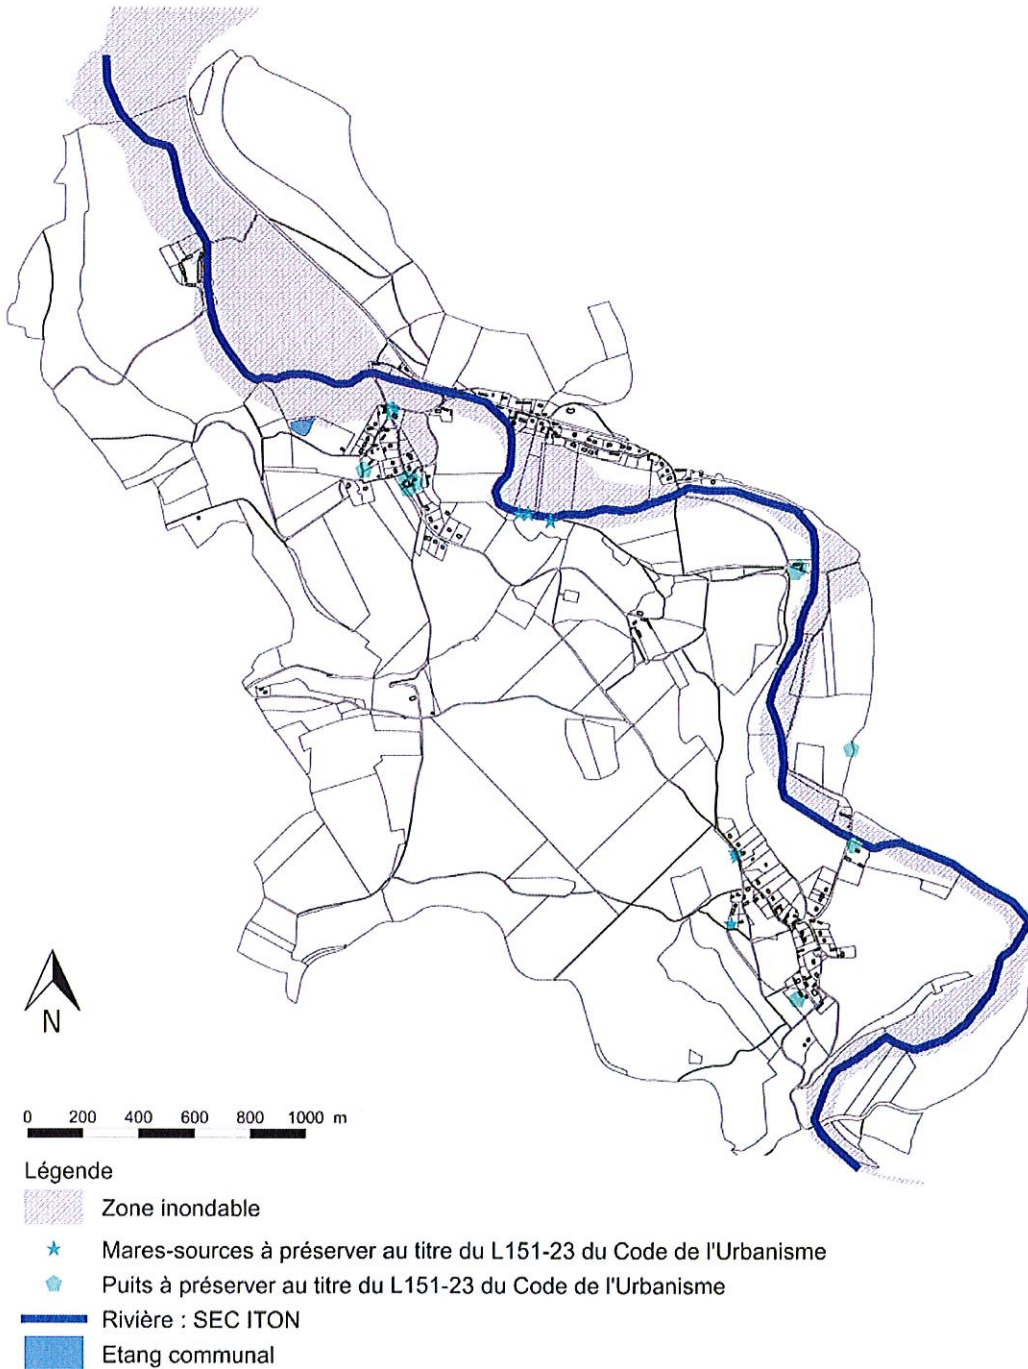 N
0 200 400 600 800 1000 m
Légende
Zone inondable
Mares-sources à préserver au titre du L151-23 du Code de l'Urbanisme
Puits à préserver au titre du L151-23 du Code de l'Urbanisme
Rivière : SEC ITON
Etang communal